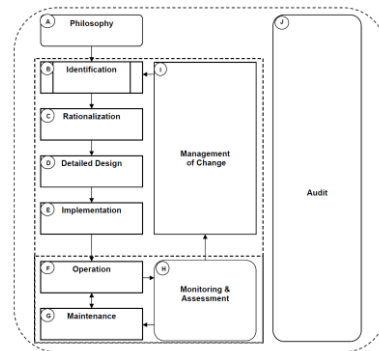 A
Philosophy
B
Identification
I
C
Rationalization
D
Detailed Design
Management
of Change
E
Implementation
F
Operation
H
Monitoring &
Assessment
G
Maintenance
J
Audit